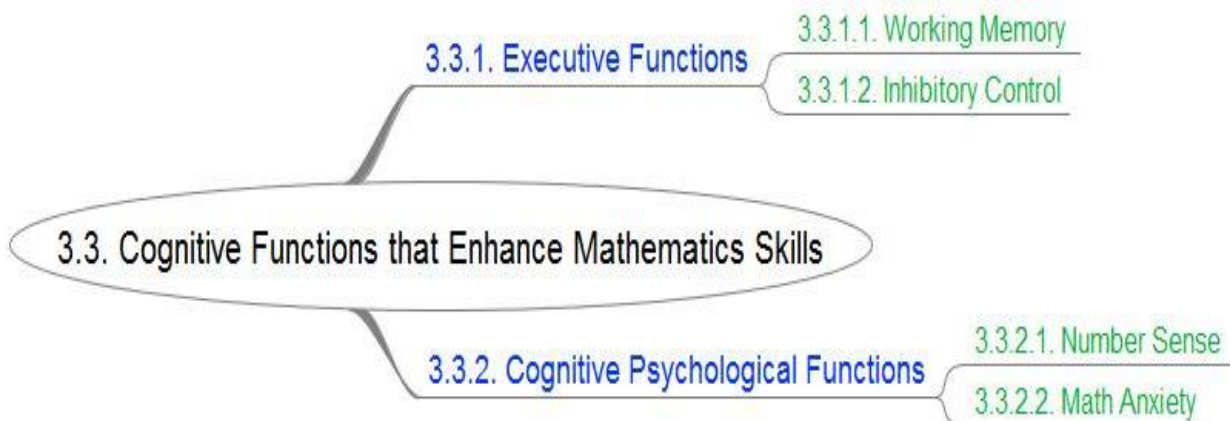 3.3.1.1. Working Memory
3.3.1. Executive Functions
3.3.1.2. Inhibitory Control
3.3. Cognitive Functions that Enhance Mathematics Skills
3.3.2.1. Number Sense
3.3.2. Cognitive Psychological Functions
3.3.2.2. Math Anxiety